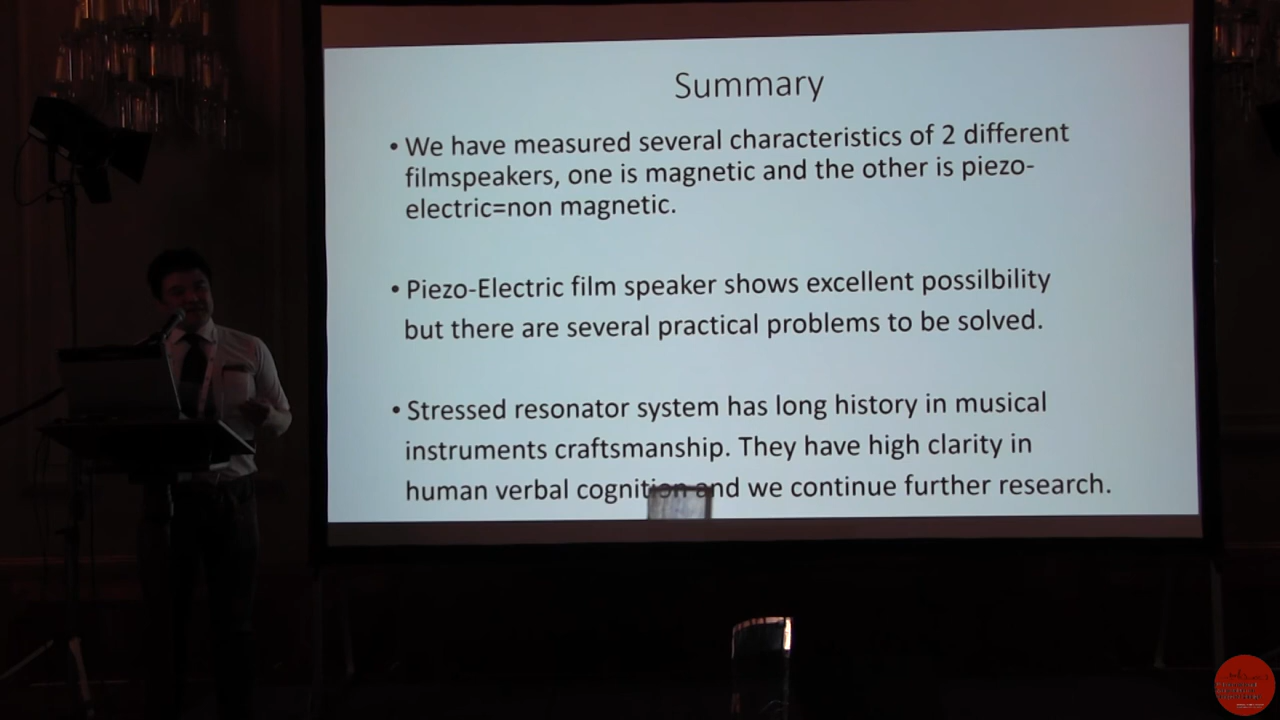 Summary
• We have measured several characteristics of 2 different
filmspeakers, one is magnetic and the other is piezo-
electric=non magnetic.
• Piezo-Electric film speaker shows excellent possilbility
but there are several practical problems to be solved.
• Stressed resonator system has long history in musical
instruments craftsmanship. They have high clarity in
human verbal cognition and we continue further research.